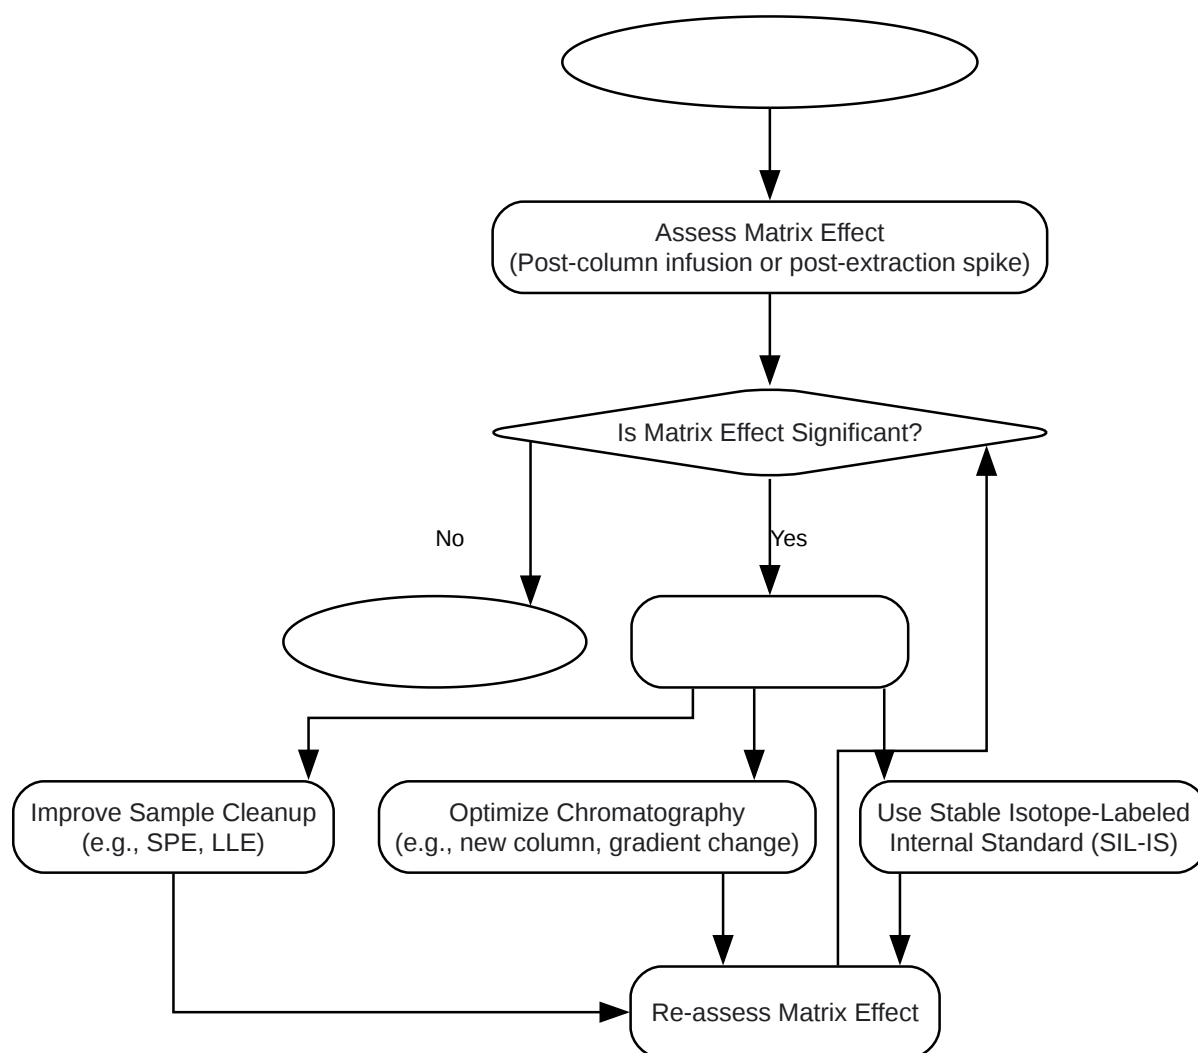 Assess Matrix Effect
(Post-column infusion or post-extraction spike)
Is Matrix Effect Significant?
No
Yes
Improve Sample Cleanup
(e.g., SPE, LLE)
Optimize Chromatography
(e.g., new column, gradient change)
Use Stable Isotope-Labeled
Internal Standard (SIL-IS)
Re-assess Matrix Effect